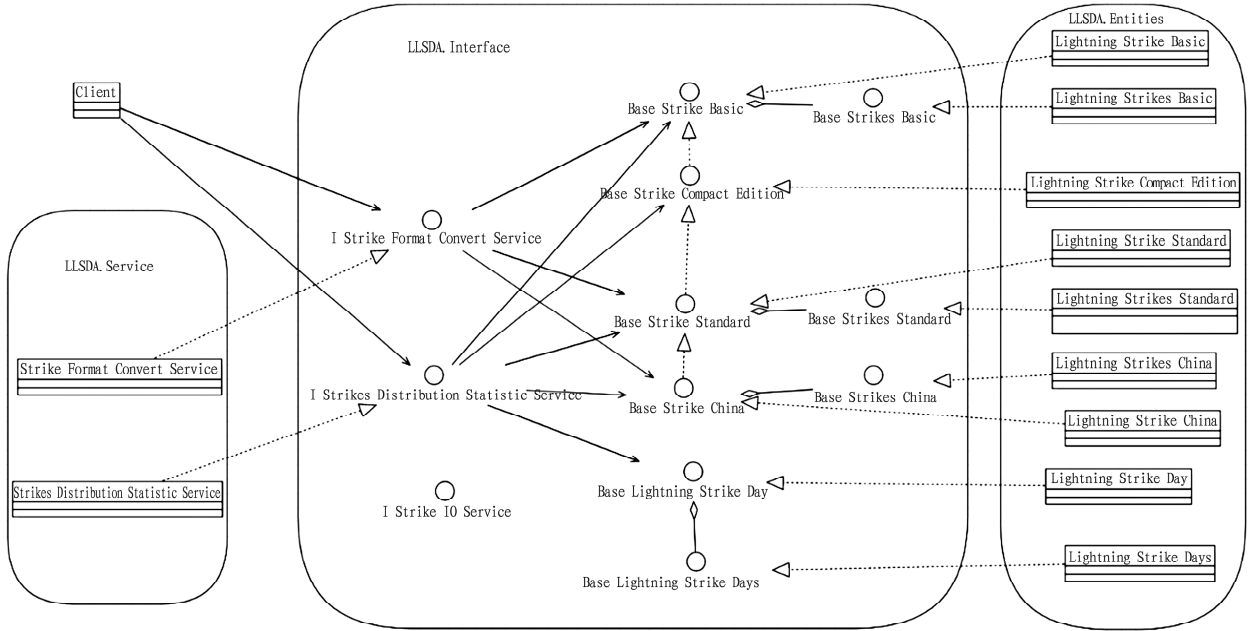 Client
LLSDA.Service
Strike Format Convert Service
Strikes Distribution Statistic Service
LLSDA.Interface
I Strike Format Convert Service
I Strikes Distribution Statistic Service
I Strike IO Service
Base Strike Basic
Base Strikes Basic
Base Strike Compact Edition
Base Strike Standard
Base Strikes Standard
Base Strike China
Base Strikes China
Base Lightning Strike Day
Base Lightning Strike Days
LLSDA.Entities
Lightning Strike Basic
Lightning Strikes Basic
Lightning Strike Compact Edition
Lightning Strike Standard
Lightning Strikes Standard
Lightning Strikes China
Lightning Strike China
Lightning Strike Day
Lightning Strike Days